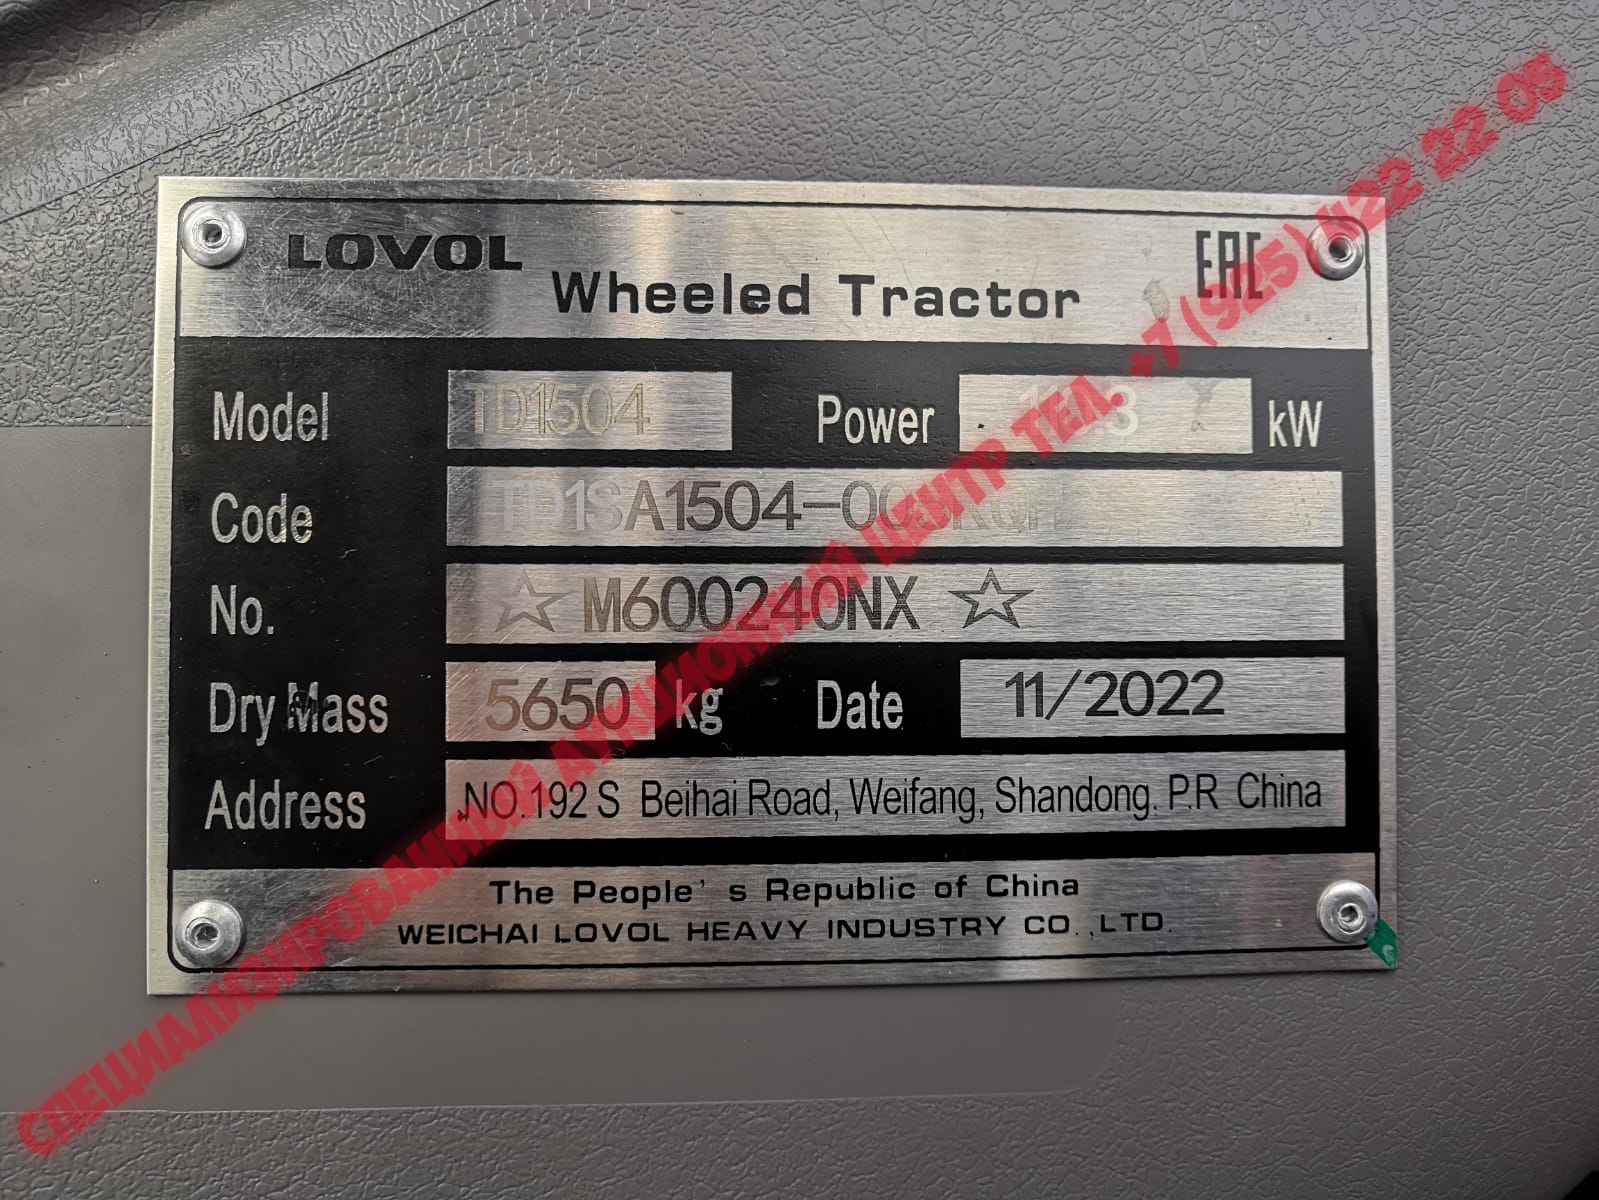 LOVOL
EAC
Wheeled Tractor
Model TD1504 Power kW
Code
No. ☆ M600240NX ☆
Dry Mass 5650 kg Date 11/2022
Address NO.192 S Beihai Road, Weifang, Shandong. P.R China
The People's Republic of China
WEICHAI LOVOL HEAVY INDUSTRY CO.,LTD.
СПЕЦИАЛИЗИРОВАННЫЙ АУКЦИОННЫЙ ЦЕНТР ТЕЛ. +7 (925) 422 22 05